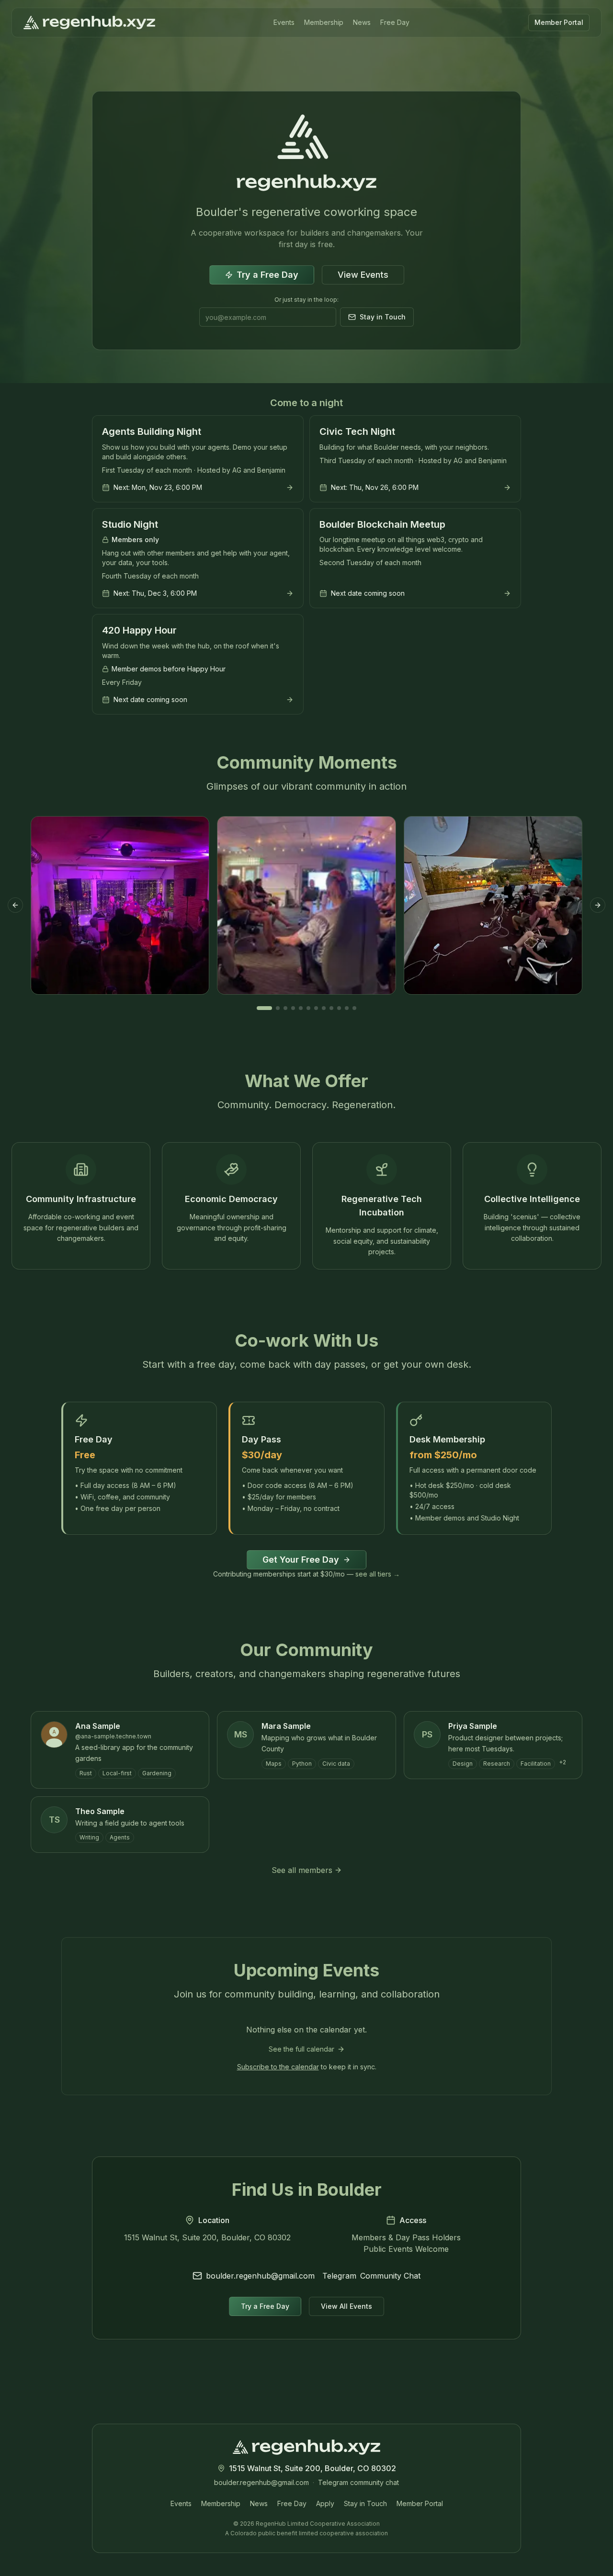 regenhub.xyz
Events Membership News Free Day
Member Portal
regenhub.xyz
Boulder's regenerative coworking space
A cooperative workspace for builders and changemakers. Your
first day is free.
Try a Free Day
View Events
Or just stay in the loop:
you@example.com
Stay in Touch
Come to a night
Agents Building Night
Show us how you build with your agents. Demo your setup
and build alongside others.
First Tuesday of each month · Hosted by AG and Benjamin
Next: Mon, Nov 23, 6:00 PM
Civic Tech Night
Building for what Boulder needs, with your neighbors.
Third Tuesday of each month · Hosted by AG and Benjamin
Next: Thu, Nov 26, 6:00 PM
Studio Night
Members only
Hang out with other members and get help with your agent,
your data, your tools.
Fourth Tuesday of each month
Next: Thu, Dec 3, 6:00 PM
Boulder Blockchain Meetup
Our longtime meetup on all things web3, crypto and
blockchain. Every knowledge level welcome.
Second Tuesday of each month
Next date coming soon
420 Happy Hour
Wind down the week with the hub, on the roof when it's
warm.
Member demos before Happy Hour
Every Friday
Next date coming soon
Community Moments
Glimpses of our vibrant community in action
What We Offer
Community. Democracy. Regeneration.
Community Infrastructure
Affordable co-working and event
space for regenerative builders and
changemakers.
Economic Democracy
Meaningful ownership and
governance through profit-sharing
and equity.
Regenerative Tech
Incubation
Mentorship and support for climate,
social equity, and sustainability
projects.
Collective Intelligence
Building 'scenius' — collective
intelligence through sustained
collaboration.
Co-work With Us
Start with a free day, come back with day passes, or get your own desk.
Free Day
Free
Try the space with no commitment
• Full day access (8 AM – 6 PM)
• WiFi, coffee, and community
• One free day per person
Day Pass
$30/day
Come back whenever you want
• Door code access (8 AM – 6 PM)
• $25/day for members
• Monday – Friday, no contract
Desk Membership
from $250/mo
Full access with a permanent door code
• Hot desk $250/mo · cold desk
$500/mo
• 24/7 access
• Member demos and Studio Night
Get Your Free Day →
Contributing memberships start at $30/mo — see all tiers →
Our Community
Builders, creators, and changemakers shaping regenerative futures
A
Ana Sample
@ana-sample.techne.town
A seed-library app for the community
gardens
Rust Local-first Gardening
MS
Mara Sample
Mapping who grows what in Boulder
County
Maps Python Civic data
PS
Priya Sample
Product designer between projects;
here most Tuesdays.
Design Research Facilitation +2
TS
Theo Sample
Writing a field guide to agent tools
Writing Agents
See all members →
Upcoming Events
Join us for community building, learning, and collaboration
Nothing else on the calendar yet.
See the full calendar →
Subscribe to the calendar to keep it in sync.
Find Us in Boulder
Location
1515 Walnut St, Suite 200, Boulder, CO 80302
Access
Members & Day Pass Holders
Public Events Welcome
boulder.regenhub@gmail.com Telegram Community Chat
Try a Free Day
View All Events
regenhub.xyz
1515 Walnut St, Suite 200, Boulder, CO 80302
boulder.regenhub@gmail.com Telegram community chat
Events Membership News Free Day Apply Stay in Touch Member Portal
© 2026 RegenHub Limited Cooperative Association
A Colorado public benefit limited cooperative association